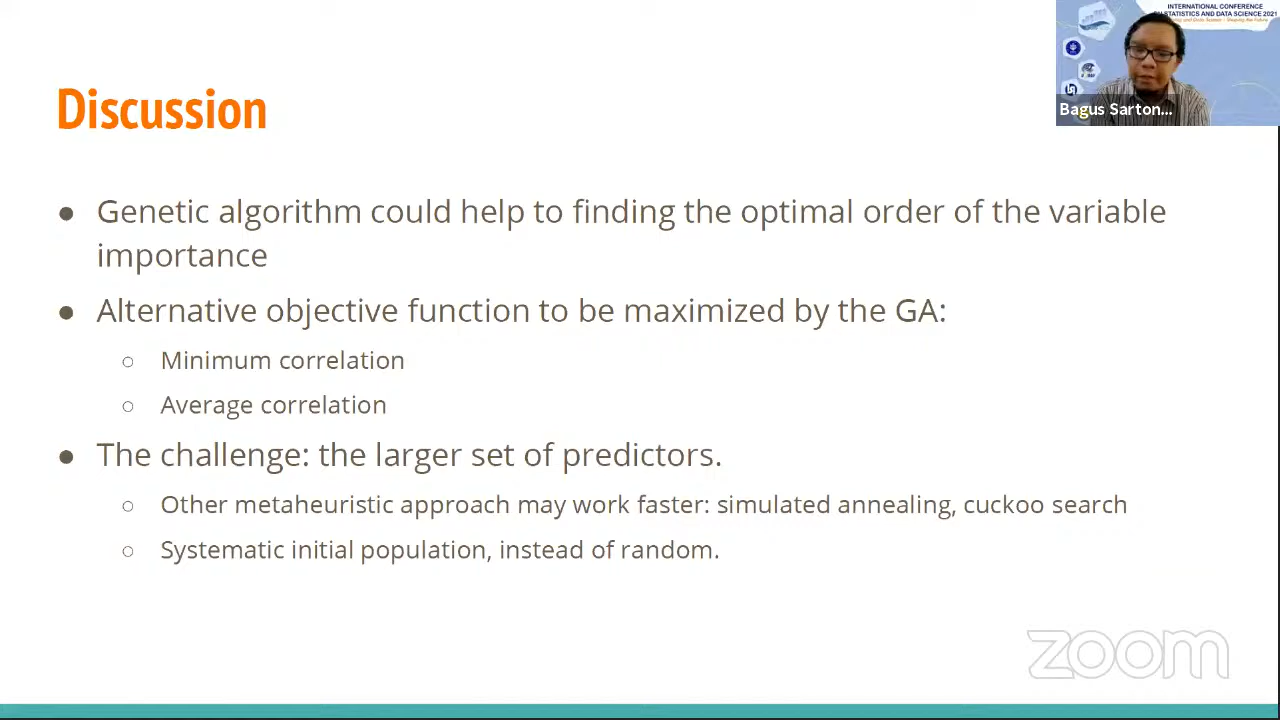 INTERNATIONAL CONFERENCE
STATISTICS AND DATA SCIENCE 2021
Bagus Sarton...
Discussion
● Genetic algorithm could help to finding the optimal order of the variable
importance
● Alternative objective function to be maximized by the GA:
○ Minimum correlation
○ Average correlation
● The challenge: the larger set of predictors.
○ Other metaheuristic approach may work faster: simulated annealing, cuckoo search
○ Systematic initial population, instead of random.
zoom